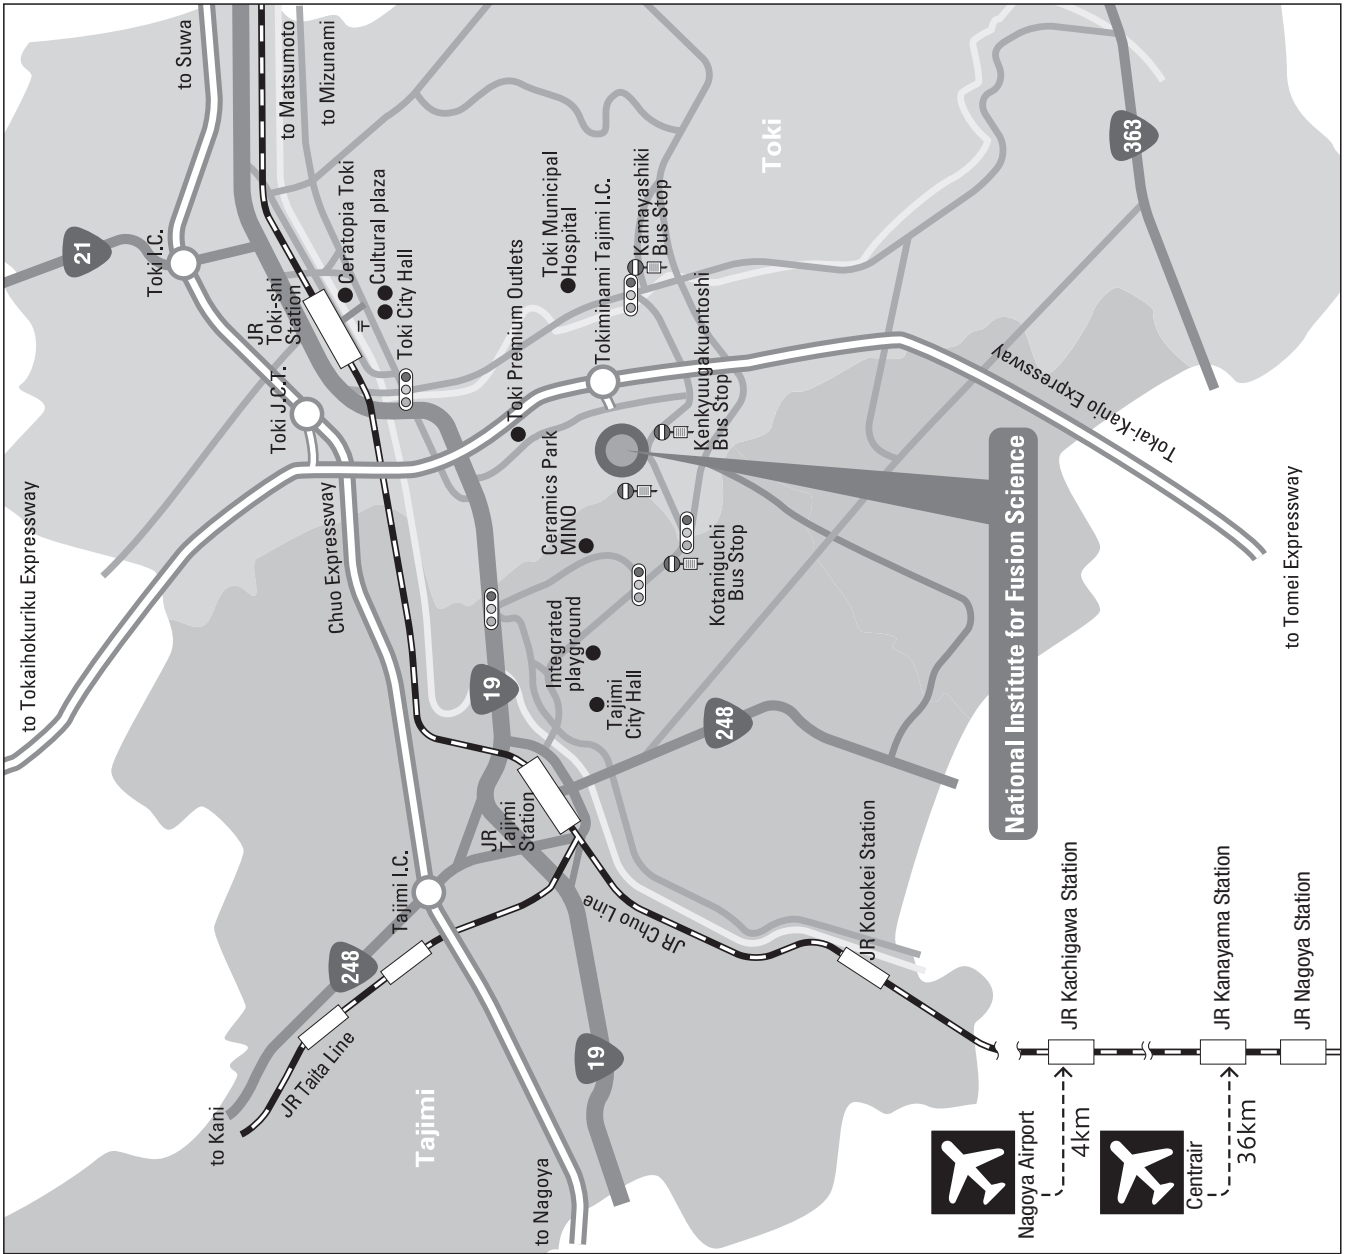 to Tokaihokuriku Expressway
21
to Suwa
Toki I.C.
JR
Toki-shi
Station
Toki J.C.T.
Chuo Expressway
to Matsumoto
to Mizunami
Ceratopia Toki
Cultural plaza
〒
Toki City Hall
Toki Premium Outlets
Toki Municipal
Hospital
Tokiminami Tajimi I.C.
Kamayashiki
Bus Stop
Toki
363
Kenkyuugakuentoshi
Bus Stop
Ceramics Park
MINO
Kotaniguchi
Bus Stop
Integrated
playground
Tajimi
City Hall
19
248
JR
Tajimi
Station
Tajimi I.C.
248
to Kani
JR Taita Line
JR Chuo Line
19
Tajimi
to Nagoya
JR Kokokei Station
Tokai-Kanjo Expressway
to Tomei Expressway
National Institute for Fusion Science
JR Kachigawa Station
JR Kanayama Station
JR Nagoya Station
Nagoya Airport
4km
Centrair
36km